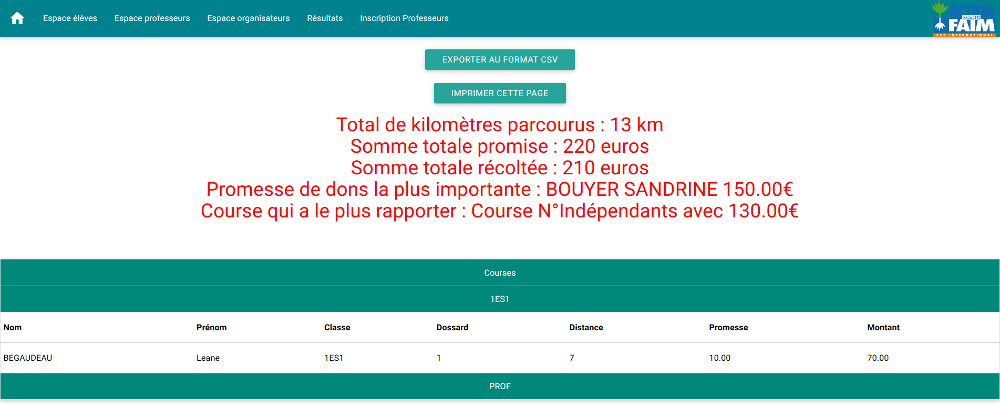 Espace élèves Espace professeurs Espace organisateurs Résultats Inscription Professeurs
ACTION
CONTRE LA
FAIM
ACF INTERNATIONAL
EXPORTER AU FORMAT CSV
IMPRIMER CETTE PAGE
Total de kilomètres parcourus : 13 km
Somme totale promise : 220 euros
Somme totale récoltée : 210 euros
Promesse de dons la plus importante : BOUYER SANDRINE 150.00€
Course qui a le plus rapporter : Course N°Indépendants avec 130.00€
Courses
1ES1
Nom Prénom Classe Dossard Distance Promesse Montant
BEGAUDEAU Leane 1ES1 1 7 10.00 70.00
PROF